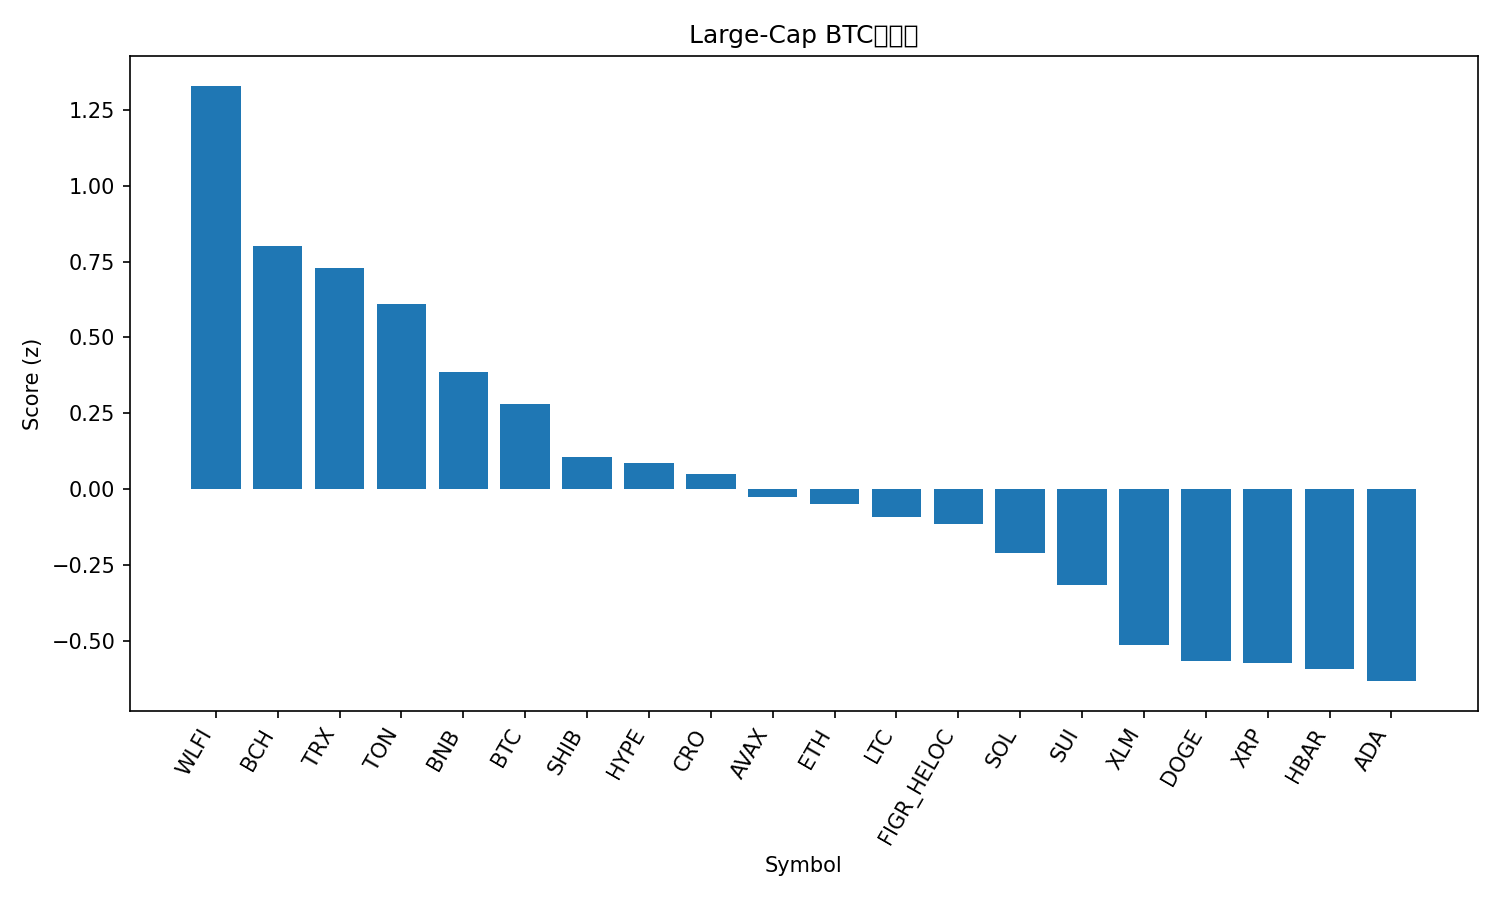 Large-Cap BTC
Score (z)
1.25
1.00
0.75
0.50
0.25
0.00
−0.25
−0.50
WLFI
BCH
TRX
TON
BNB
BTC
SHIB
HYPE
CRO
AVAX
ETH
LTC
FIGR_HELOC
SOL
SUI
XLM
DOGE
XRP
HBAR
ADA
Symbol